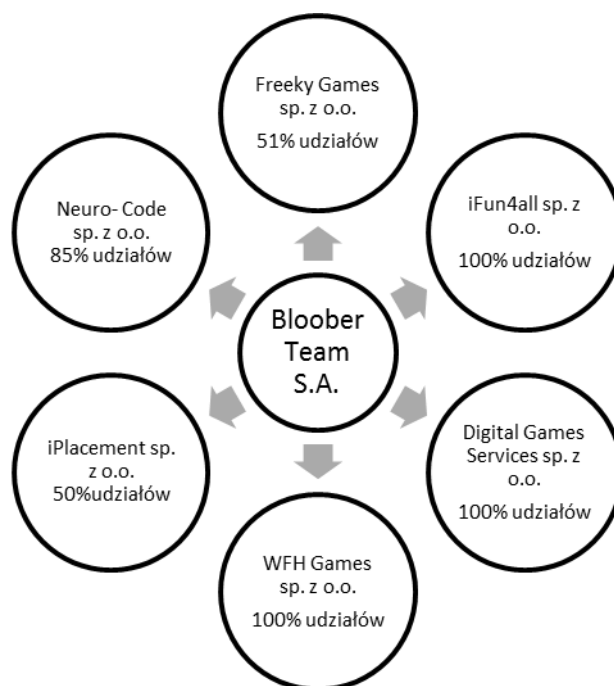 Freeky Games
sp. z o.o.
51% udziałów
Neuro- Code
sp. z o.o.
85% udziałów
iFun4all sp. z
o.o.
100% udziałów
Bloober
Team
S.A.
iPlacement sp.
z o.o.
50%udziałów
Digital Games
Services sp. z
o.o.
100% udziałów
WFH Games
sp. z o.o.
100% udziałów